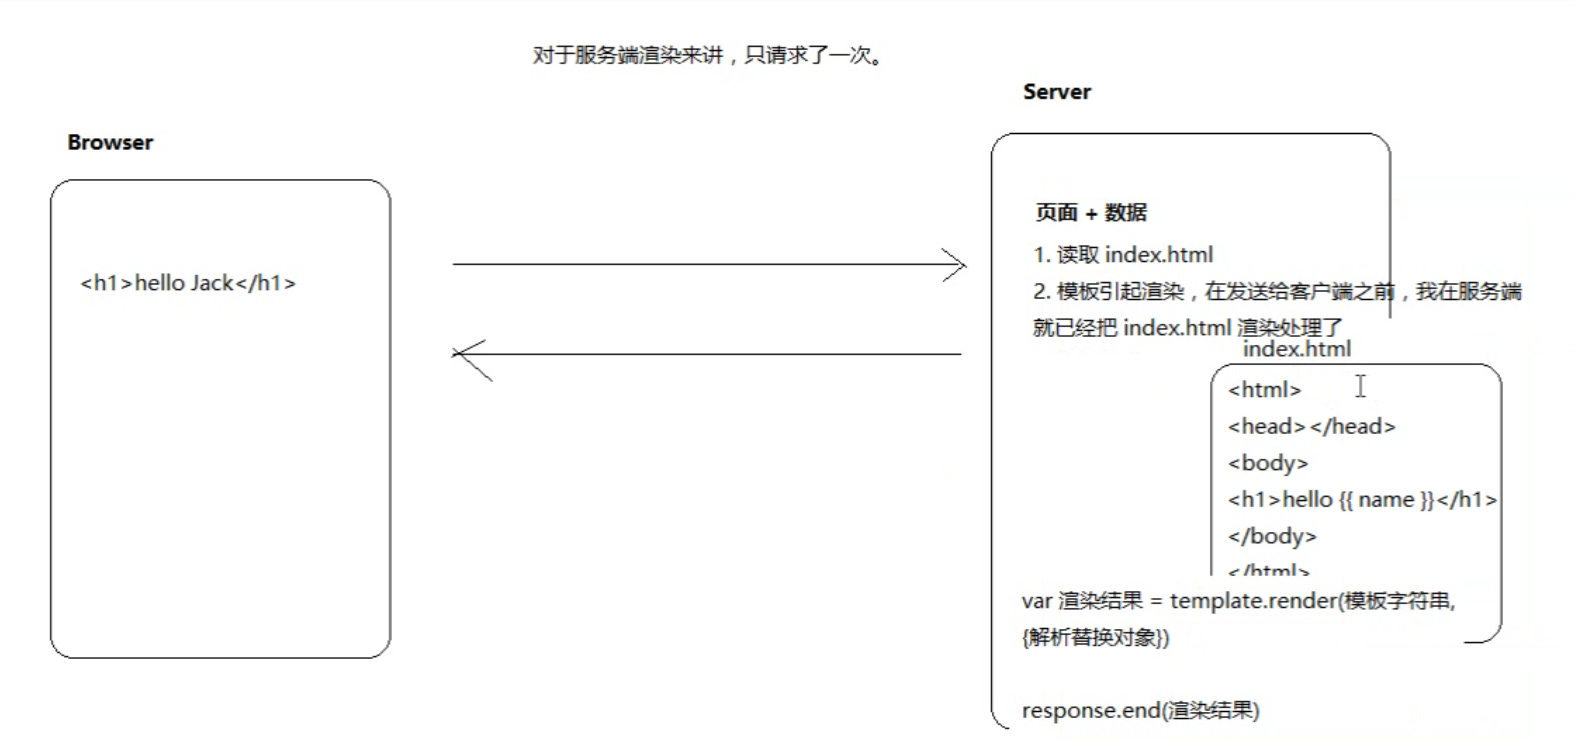 对于服务端渲染来讲，只请求了一次。
Server
Browser
页面 + 数据
1. 读取 index.html
2. 模板引起渲染，在发送给客户端之前，我在服务端
就已经把 index.html 渲染处理了
<h1>hello Jack</h1>
index.html
<html>
<head></head>
<body>
<h1>hello {{ name }}</h1>
</body>
</html>
var 渲染结果 = template.render(模板字符串,
{解析替换对象})
response.end(渲染结果)